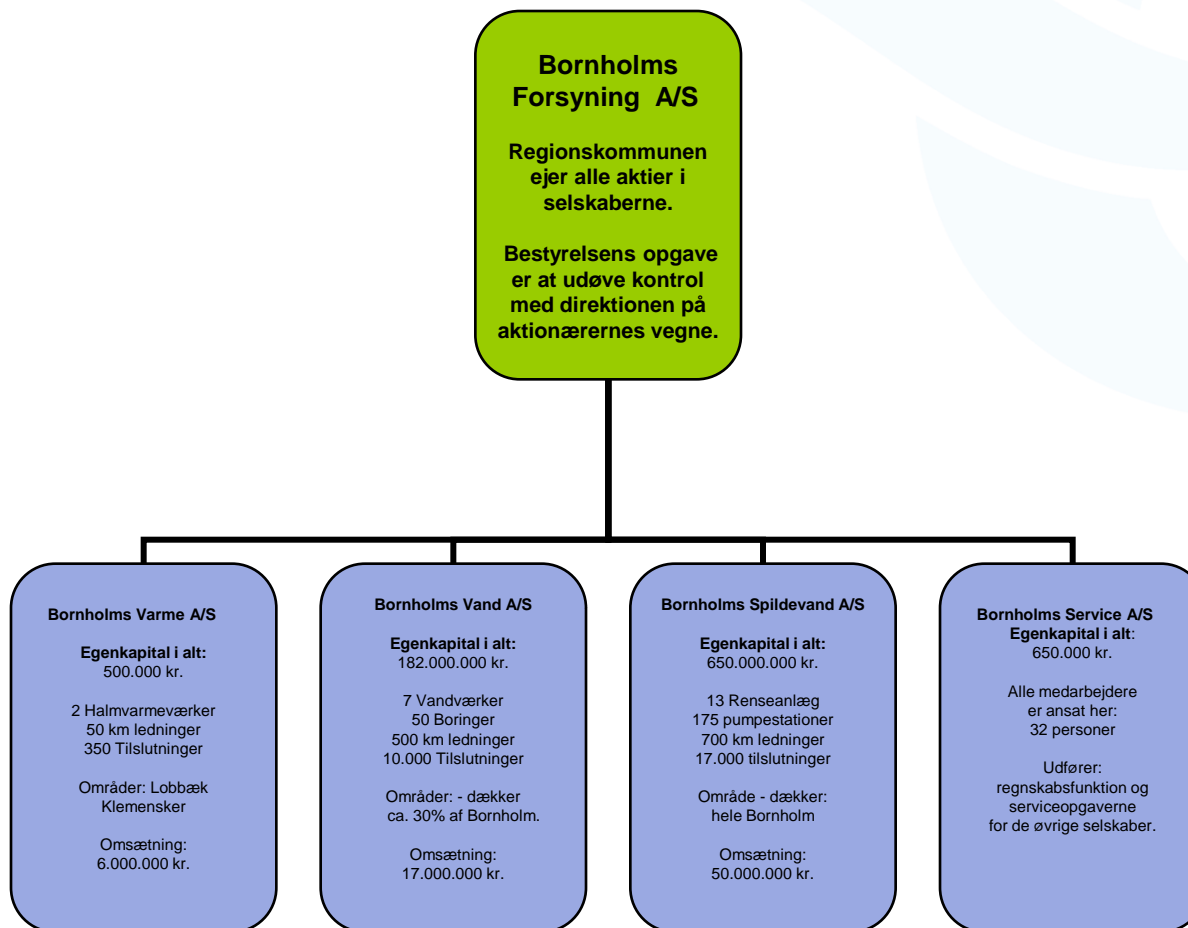 Bornholms
Forsyning A/S
Regionskommunen
ejer alle aktier i
selskaberne.
Bestyrelsens opgave
er at udøve kontrol
med direktionen på
aktionærernes vegne.
Bornholms Varme A/S
Egenkapital i alt:
500.000 kr.
2 Halmvarmeværker
50 km ledninger
350 Tilslutninger
Områder: Lobbæk
Klemensker
Omsætning:
6.000.000 kr.
Bornholms Vand A/S
Egenkapital i alt:
182.000.000 kr.
7 Vandværker
50 Boringer
500 km ledninger
10.000 Tilslutninger
Områder: - dækker
ca. 30% af Bornholm.
Omsætning:
17.000.000 kr.
Bornholms Spildevand A/S
Egenkapital i alt:
650.000.000 kr.
13 Renseanlæg
175 pumpestationer
700 km ledninger
17.000 tilslutninger
Område - dækker:
hele Bornholm
Omsætning:
50.000.000 kr.
Bornholms Service A/S
Egenkapital i alt:
650.000 kr.
Alle medarbejdere
er ansat her:
32 personer
Udfører:
regnskabsfunktion og
serviceopgaverne
for de øvrige selskaber.